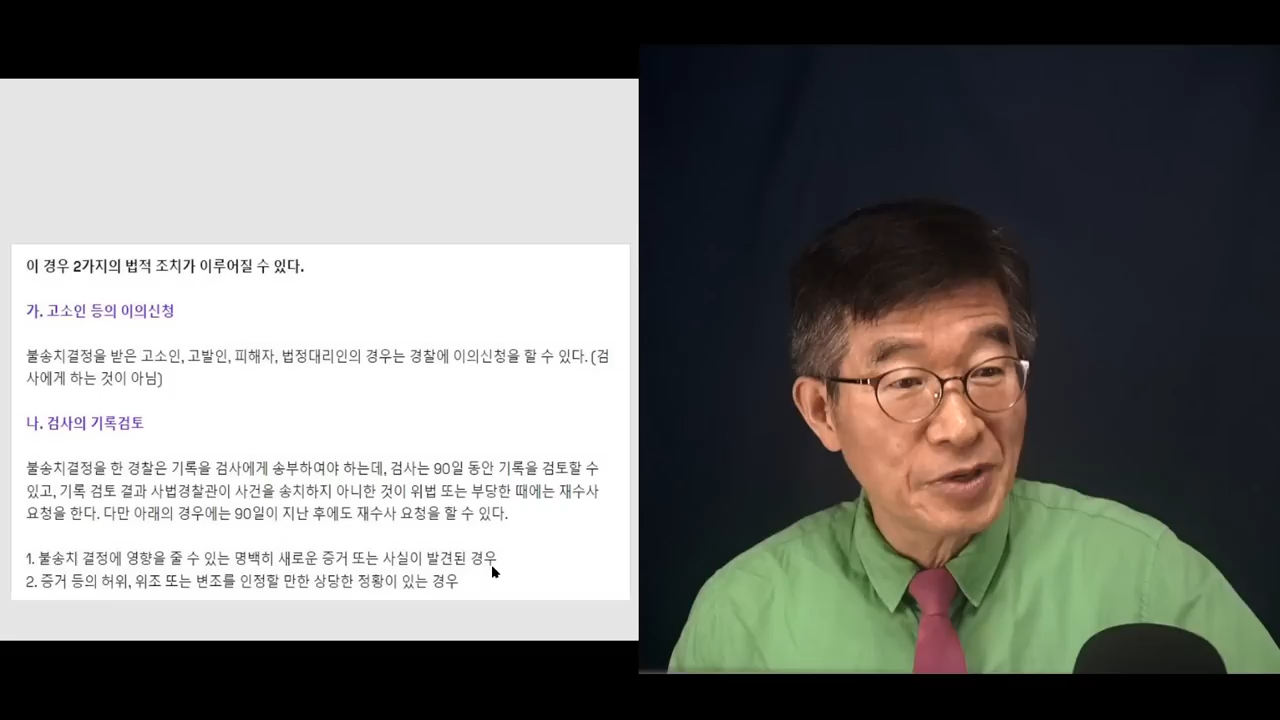 이 경우 2가지의 법적 조치가 이루어질 수 있다.
가. 고소인 등의 이의신청
불송치결정을 받은 고소인, 고발인, 피해자, 법정대리인의 경우는 경찰에 이의신청을 할 수 있다. (검
사에게 하는 것이 아님)
나. 검사의 기록검토
불송치결정을 한 경찰은 기록을 검사에게 송부하여야 하는데, 검사는 90일 동안 기록을 검토할 수
있고, 기록 검토 결과 사법경찰관이 사건을 송치하지 아니한 것이 위법 또는 부당한 때에는 재수사
요청을 한다. 다만 아래의 경우에는 90일이 지난 후에도 재수사 요청을 할 수 있다.
1. 불송치 결정에 영향을 줄 수 있는 명백히 새로운 증거 또는 사실이 발견된 경우
2. 증거 등의 허위, 위조 또는 변조를 인정할 만한 상당한 정황이 있는 경우